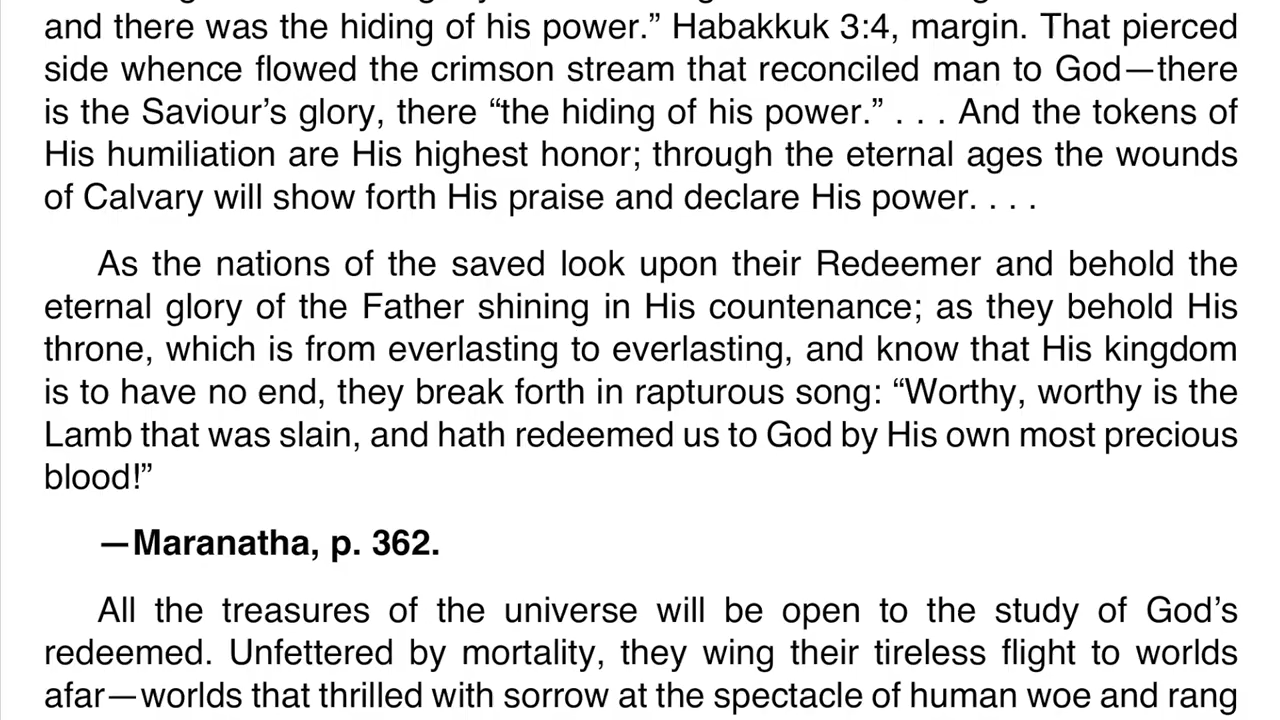 and there was the hiding of his power.” Habakkuk 3:4, margin. That pierced
side whence flowed the crimson stream that reconciled man to God—there
is the Saviour’s glory, there “the hiding of his power.” . . . And the tokens of
His humiliation are His highest honor; through the eternal ages the wounds
of Calvary will show forth His praise and declare His power. . . .
As the nations of the saved look upon their Redeemer and behold the
eternal glory of the Father shining in His countenance; as they behold His
throne, which is from everlasting to everlasting, and know that His kingdom
is to have no end, they break forth in rapturous song: “Worthy, worthy is the
Lamb that was slain, and hath redeemed us to God by His own most precious
blood!”
—Maranatha, p. 362.
All the treasures of the universe will be open to the study of God’s
redeemed. Unfettered by mortality, they wing their tireless flight to worlds
afar—worlds that thrilled with sorrow at the spectacle of human woe and rang